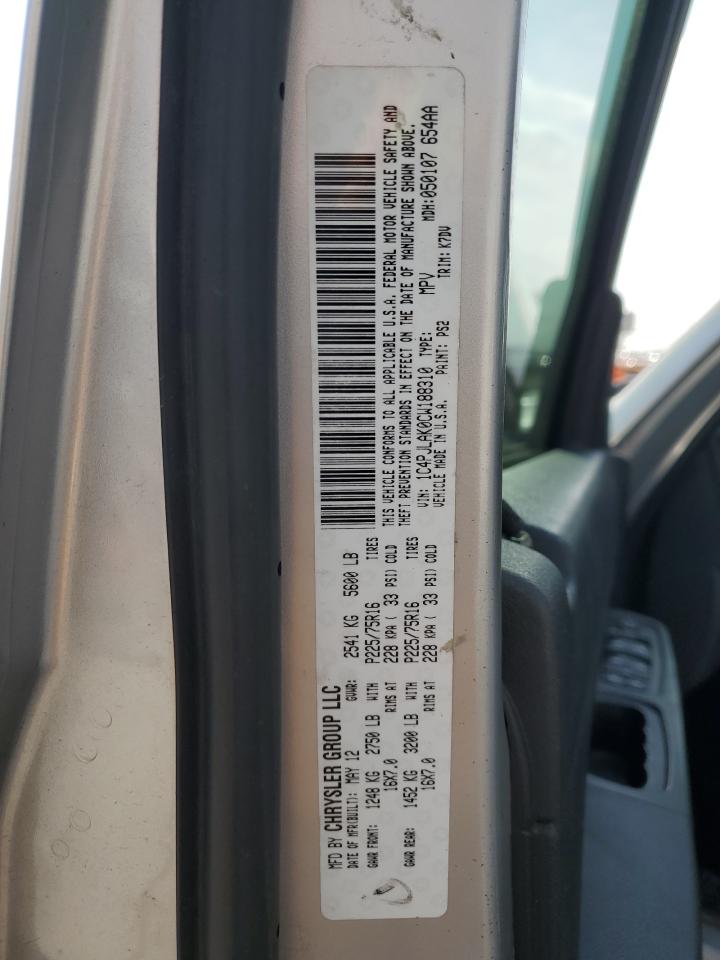 MFD BY CHRYSLER GROUP LLC
DATE OF MFR(BUILT): MAY 12 GVWR: 2541 KG 5600 LB
GAWR FRONT: 1248 KG 2750 LB WITH P225/75R16 TIRES
16X7.0 RIMS AT 228 KPA ( 33 PSI) COLD
GAWR REAR: 1452 KG 3200 LB WITH P225/75R16 TIRES
16X7.0 RIMS AT 228 KPA ( 33 PSI) COLD
THIS VEHICLE CONFORMS TO ALL APPLICABLE U.S.A. FEDERAL MOTOR VEHICLE SAFETY AND
THEFT PREVENTION STANDARDS IN EFFECT ON THE DATE OF MANUFACTURE SHOWN ABOVE.
VIN: 1C4PJLAK0CW188310 TYPE: MPV MDH:050107 654AA
VEHICLE MADE IN U.S.A. PAINT: PS2 TRIM: K7DV